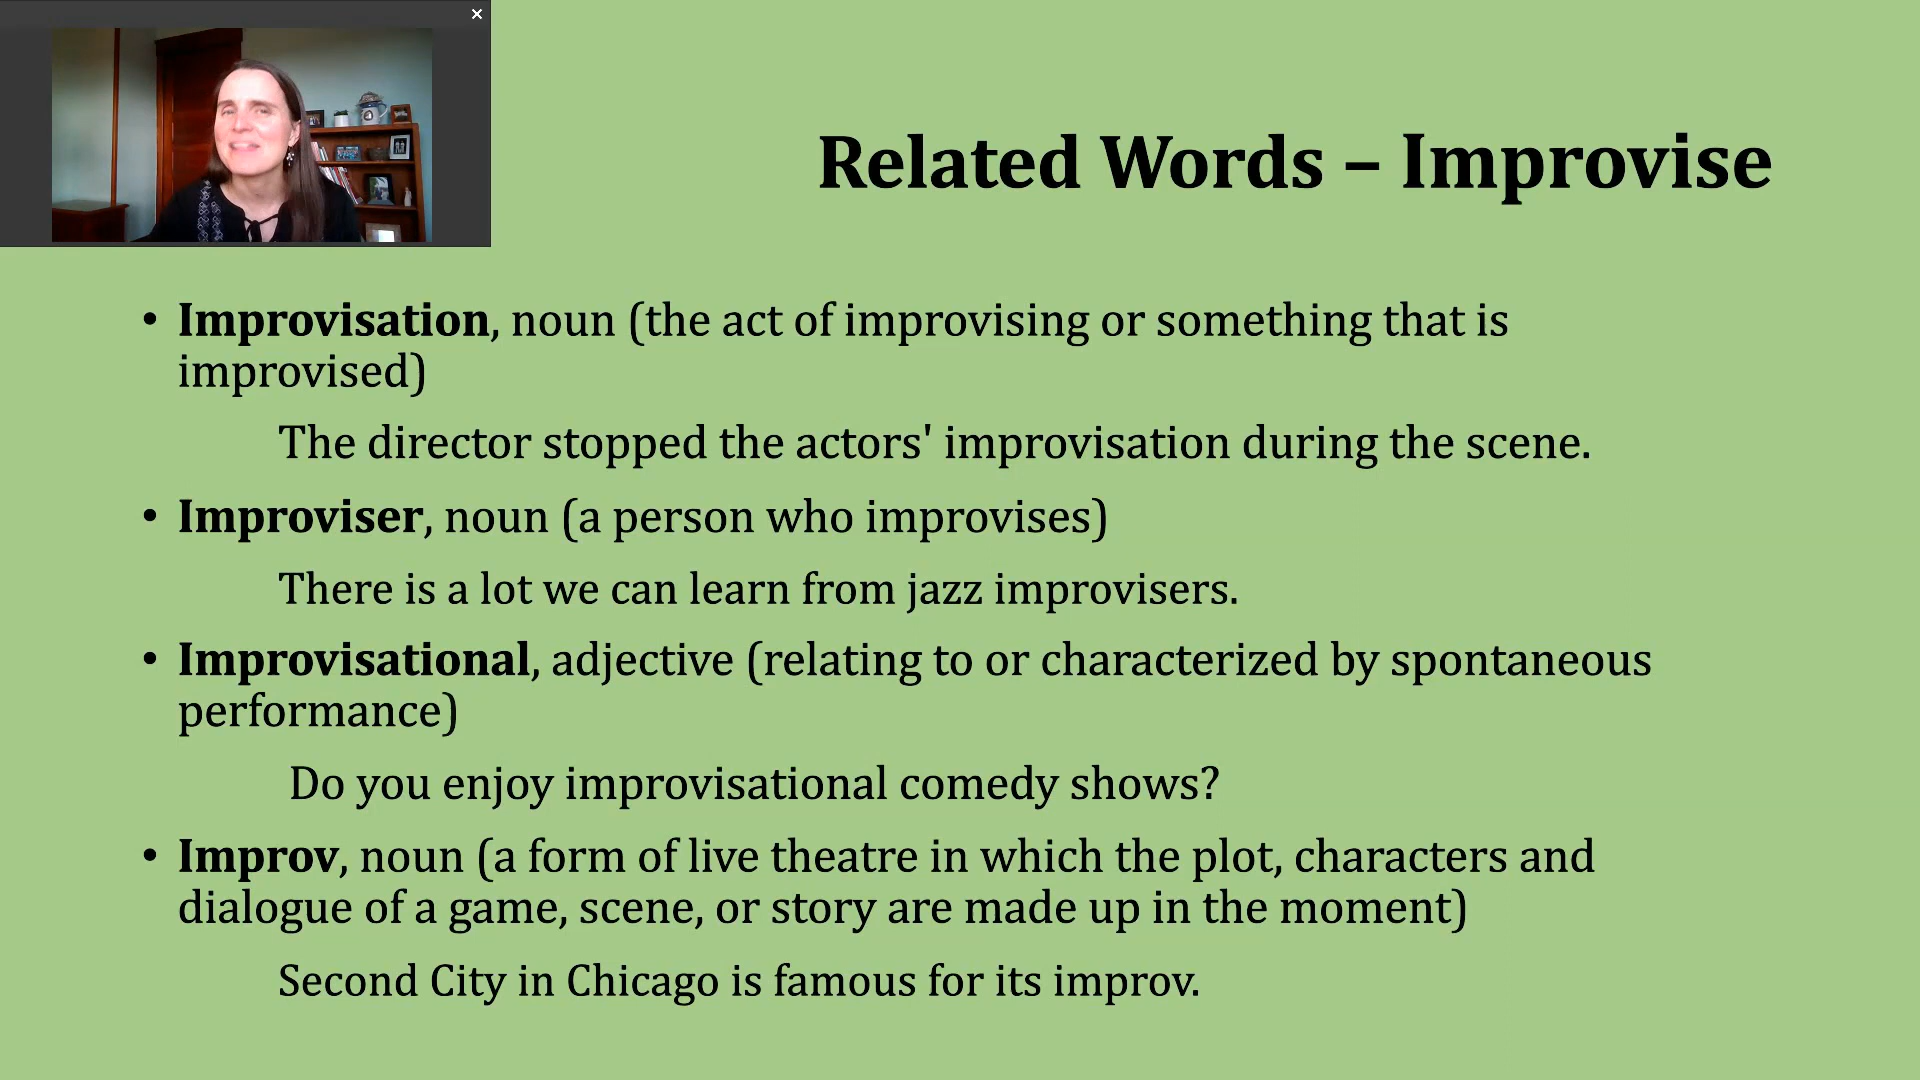 Related Words – Improvise
• Improvisation, noun (the act of improvising or something that is
improvised)
The director stopped the actors' improvisation during the scene.
• Improviser, noun (a person who improvises)
There is a lot we can learn from jazz improvisers.
• Improvisational, adjective (relating to or characterized by spontaneous
performance)
Do you enjoy improvisational comedy shows?
• Improv, noun (a form of live theatre in which the plot, characters and
dialogue of a game, scene, or story are made up in the moment)
Second City in Chicago is famous for its improv.